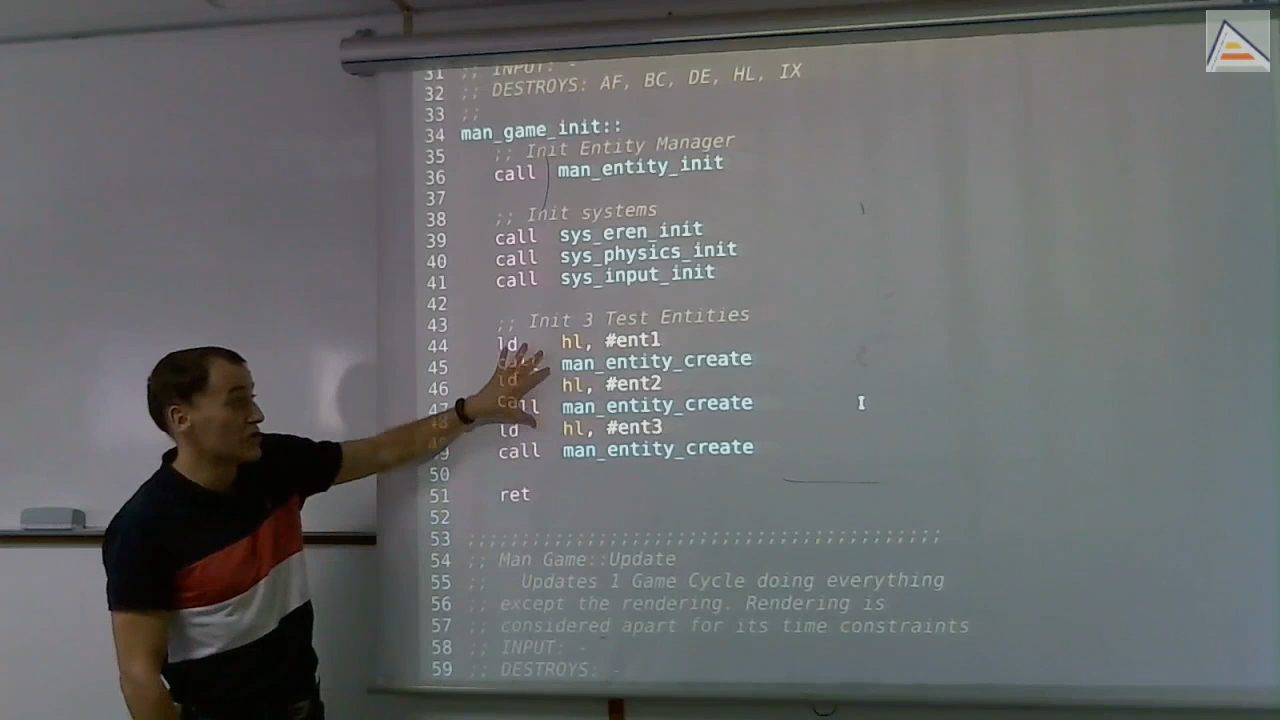 31 ;; INPUT: -
32 ;; DESTROYS: AF, BC, DE, HL, IX
33 ;;
34 man_game_init::
35 ;; Init Entity Manager
36 call man_entity_init
37
38 ;; Init systems
39 call sys_eren_init
40 call sys_physics_init
41 call sys_input_init
42
43 ;; Init 3 Test Entities
44 ld hl, #ent1
45 call man_entity_create
46 ld hl, #ent2
47 call man_entity_create
48 ld hl, #ent3
49 call man_entity_create
50
51 ret
52
53 ;;;;;;;;;;;;;;;;;;;;;;;;;;;;;;;;;;;;;;;;
54 ;; Man Game::Update
55 ;; Updates 1 Game Cycle doing everything
56 ;; except the rendering. Rendering is
57 ;; considered apart for its time constraints
58 ;; INPUT: -
59 ;; DESTROYS: -